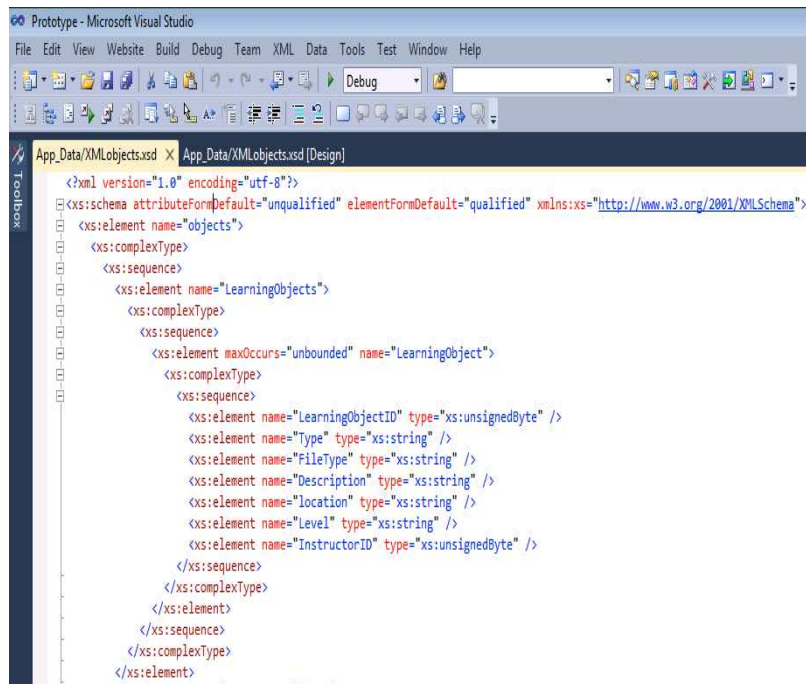 Prototype - Microsoft Visual Studio
File Edit View Website Build Debug Team XML Data Tools Test Window Help
Debug
Toolbox
App_Data/XMLobjects.xsd App_Data/XMLobjects.xsd [Design]
<?xml version="1.0" encoding="utf-8"?>
<xs:schema attributeFormDefault="unqualified" elementFormDefault="qualified" xmlns:xs="http://www.w3.org/2001/XMLSchema">
<xs:element name="objects">
<xs:complexType>
<xs:sequence>
<xs:element name="LearningObjects">
<xs:complexType>
<xs:sequence>
<xs:element maxOccurs="unbounded" name="LearningObject">
<xs:complexType>
<xs:sequence>
<xs:element name="LearningObjectID" type="xs:unsignedByte" />
<xs:element name="Type" type="xs:string" />
<xs:element name="FileType" type="xs:string" />
<xs:element name="Description" type="xs:string" />
<xs:element name="location" type="xs:string" />
<xs:element name="Level" type="xs:string" />
<xs:element name="InstructorID" type="xs:unsignedByte" />
</xs:sequence>
</xs:complexType>
</xs:element>
</xs:sequence>
</xs:complexType>
</xs:element>